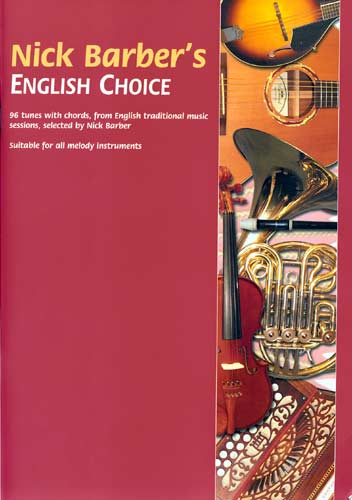 Nick Barber's
ENGLISH CHOICE
96 tunes with chords, from English traditional music
sessions, selected by Nick Barber
Suitable for all melody instruments